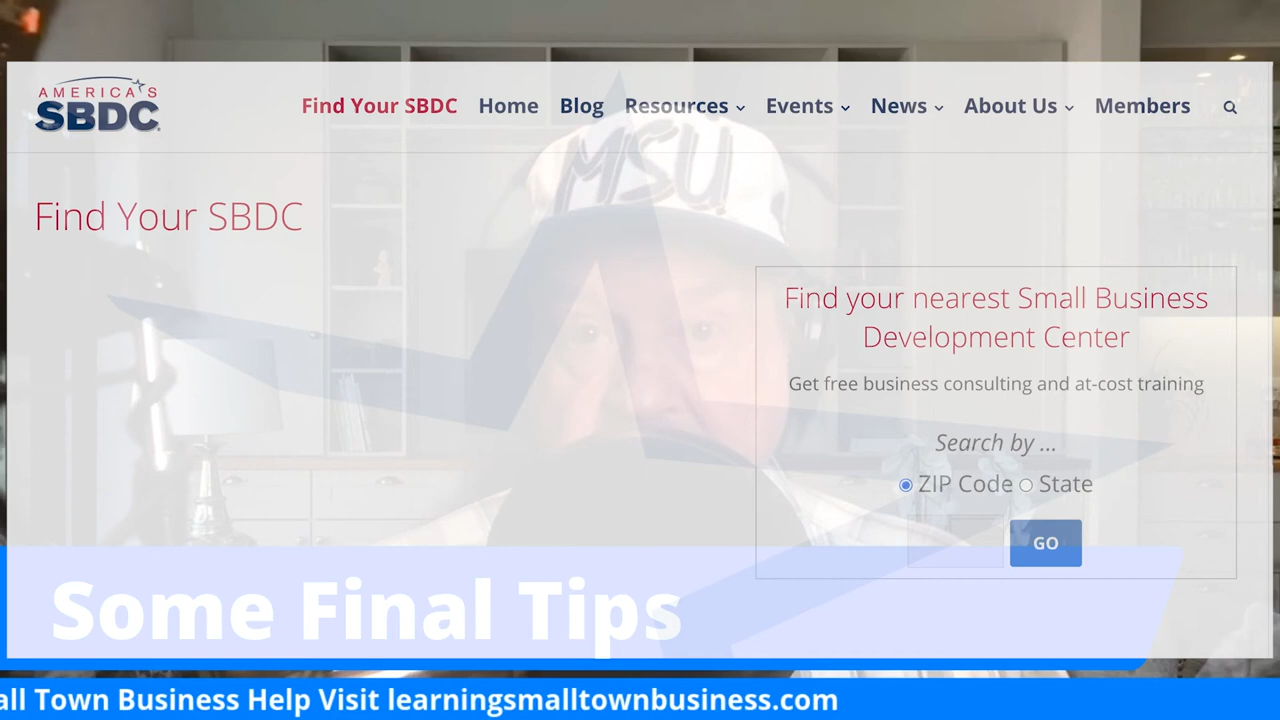 AMERICA'S
SBDC
Find Your SBDC Home Blog Resources Events News About Us Members
MSU
Find Your SBDC
Find your nearest Small Business
Development Center
Get free business consulting and at-cost training
Search by ...
ZIP Code State
GO
Some Final Tips
all Town Business Help Visit learningsmalltownbusiness.com